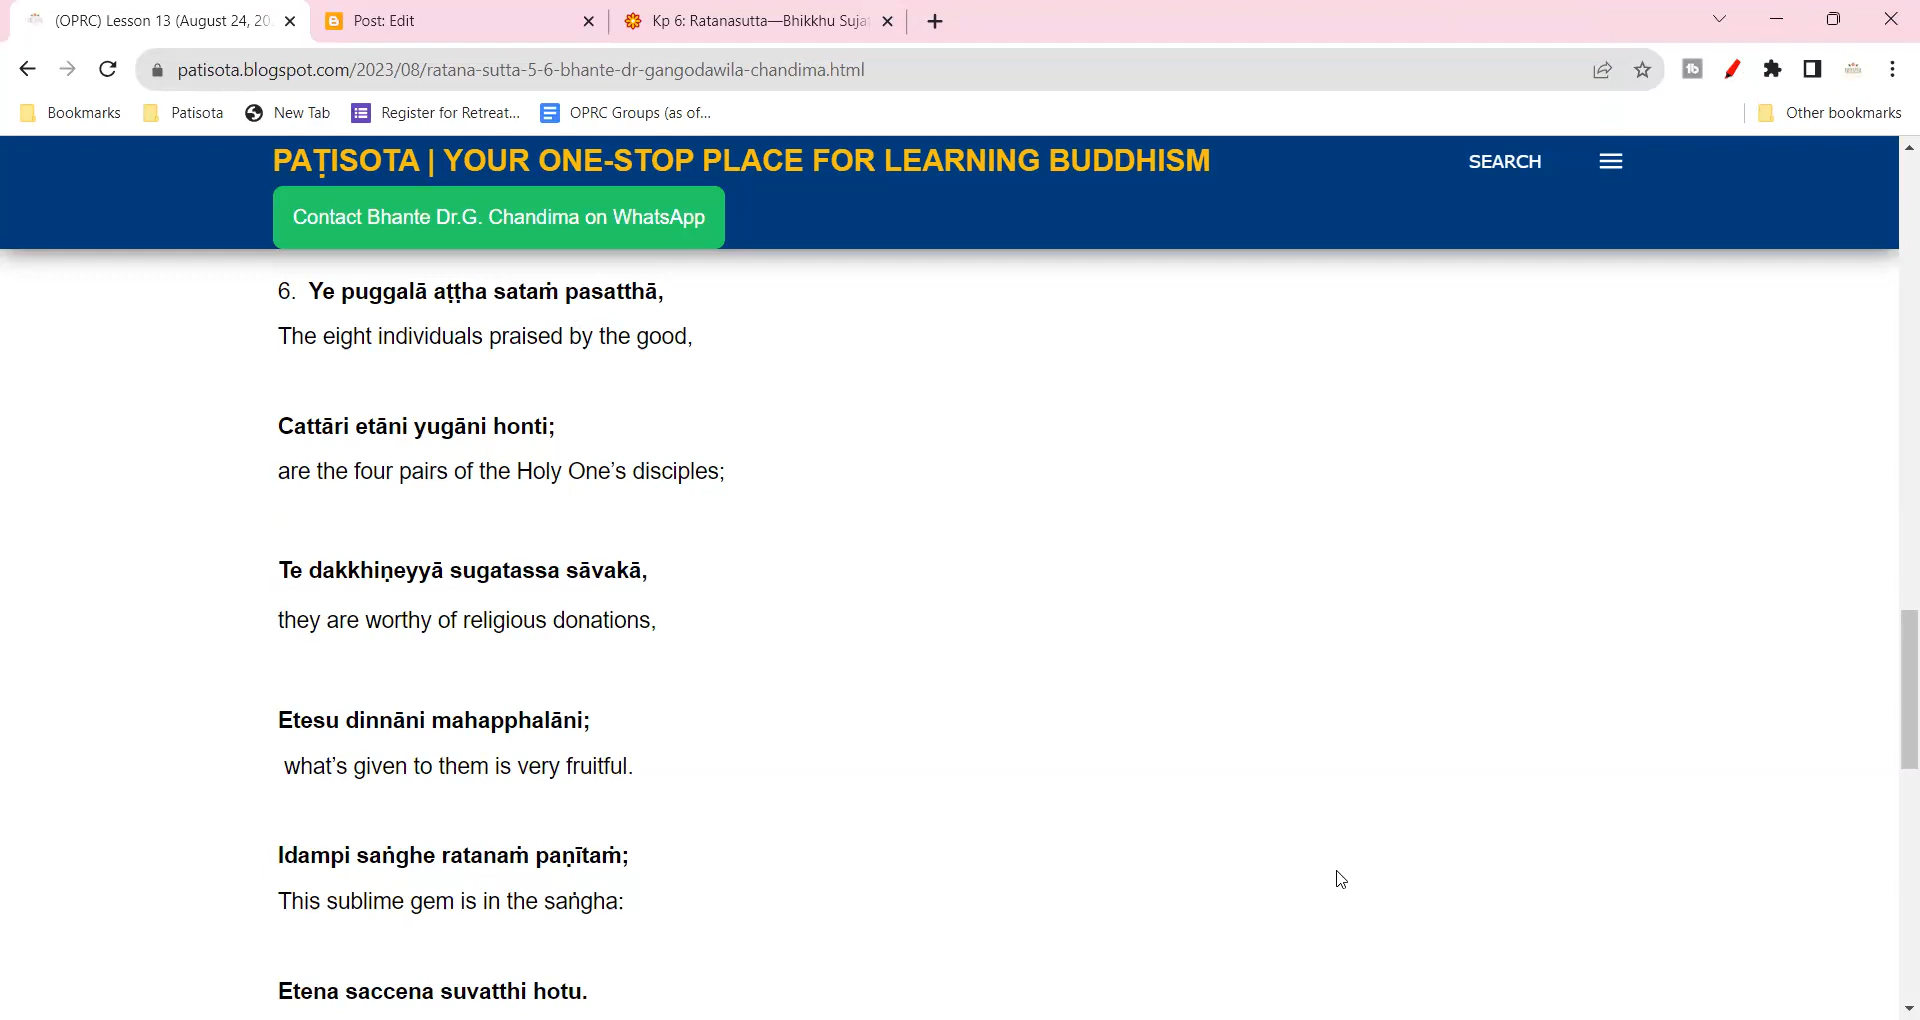 (OPRC) Lesson 13 (August 24, 20
Post: Edit
Kp 6: Ratanasutta—Bhikkhu Suja
patisota.blogspot.com/2023/08/ratana-sutta-5-6-bhante-dr-gangodawila-chandima.html
Bookmarks
Patisota
New Tab
Register for Retreat...
OPRC Groups (as of...
Other bookmarks
PAṬISOTA | YOUR ONE-STOP PLACE FOR LEARNING BUDDHISM
SEARCH
Contact Bhante Dr.G. Chandima on WhatsApp
6. Ye puggalā aṭṭha sataṁ pasatthā,
The eight individuals praised by the good,
Cattāri etāni yugāni honti;
are the four pairs of the Holy One’s disciples;
Te dakkhiṇeyyā sugatassa sāvakā,
they are worthy of religious donations,
Etesu dinnāni mahapphalāni;
what’s given to them is very fruitful.
Idampi saṅghe ratanaṁ paṇītaṁ;
This sublime gem is in the saṅgha:
Etena saccena suvatthi hotu.